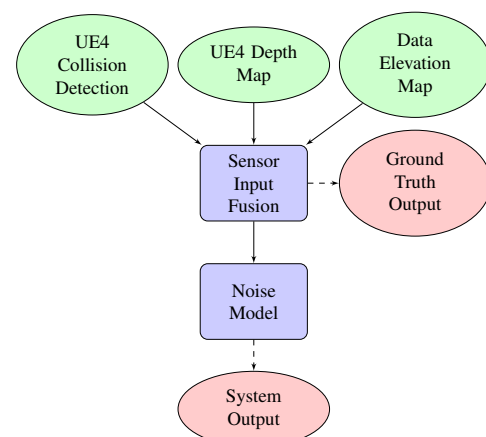 UE4
Collision
Detection
UE4 Depth
Map
Data
Elevation
Map
Sensor
Input
Fusion
Ground
Truth
Output
Noise
Model
System
Output